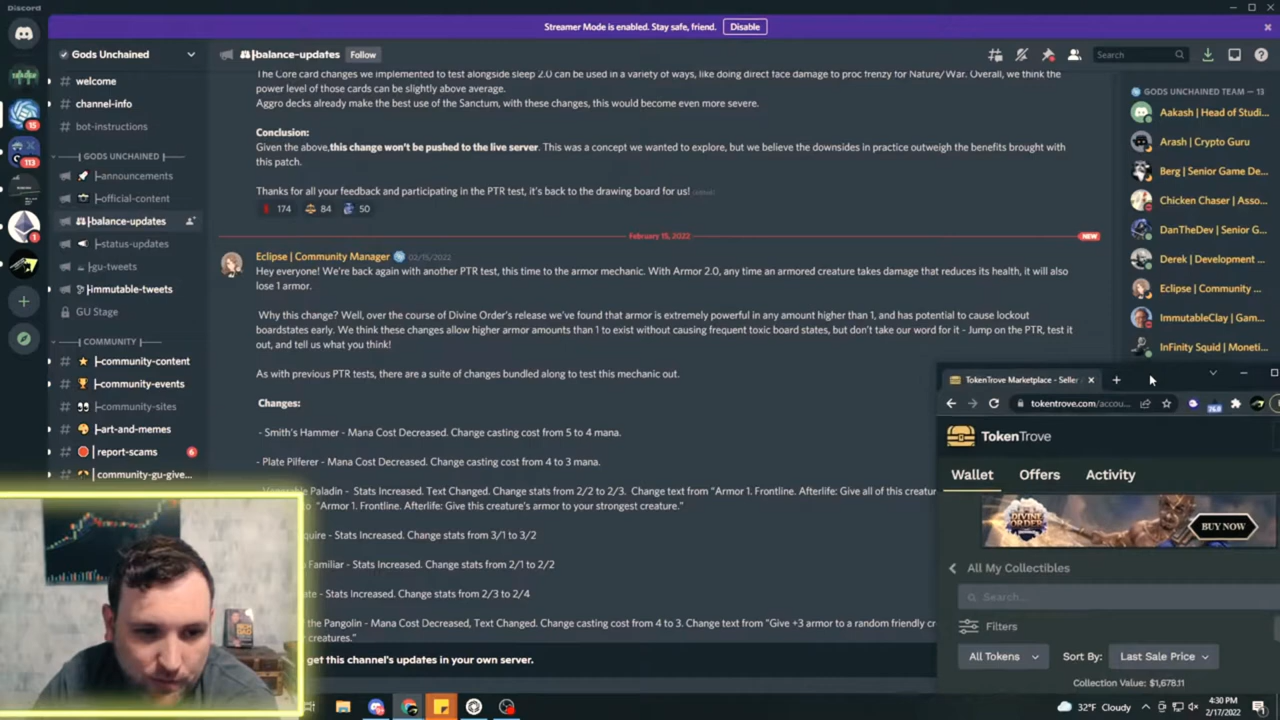 Discord
Streamer Mode is enabled. Stay safe, friend.
Disable
Gods Unchained
balance-updates
Follow
Search
welcome
channel-info
bot-instructions
GODS UNCHAINED
announcements
official-content
balance-updates
status-updates
gu-tweets
immutable-tweets
GU Stage
COMMUNITY
community-content
community-events
community-sites
art-and-memes
report-scams
6
community-gu-give...
15
113
1
The Core card changes we implemented to test alongside sleep 2.0 can be used in a variety of ways, like doing direct face damage to proc frenzy for Nature/War. Overall, we think the
power level of those cards can be slightly above average.
Aggro decks already make the best use of the Sanctum, with these changes, this would become even more severe.
Conclusion:
Given the above,this change won't be pushed to the live server. This was a concept we wanted to explore, but we believe the downsides in practice outweigh the benefits brought with
this patch.
Thanks for all your feedback and participating in the PTR test, it's back to the drawing board for us! (edited)
174 84 50
February 15, 2022
NEW
Eclipse | Community Manager 02/15/2022
Hey everyone! We're back again with another PTR test, this time to the armor mechanic. With Armor 2.0, any time an armored creature takes damage that reduces its health, it will also
lose 1 armor.
Why this change? Well, over the course of Divine Order's release we've found that armor is extremely powerful in any amount higher than 1, and has potential to cause lockout
boardstates early. We think these changes allow higher armor amounts than 1 to exist without causing frequent toxic board states, but don't take our word for it - Jump on the PTR, test it
out, and tell us what you think!
As with previous PTR tests, there are a suite of changes bundled along to test this mechanic out.
Changes:
- Smith's Hammer - Mana Cost Decreased. Change casting cost from 5 to 4 mana.
- Plate Pilferer - Mana Cost Decreased. Change casting cost from 4 to 3 mana.
- Venerable Paladin - Stats Increased. Text Changed. Change stats from 2/2 to 2/3. Change text from "Armor 1. Frontline. Afterlife: Give all of this creatur
"Armor 1. Frontline. Afterlife: Give this creature's armor to your strongest creature."
quire - Stats Increased. Change stats from 3/1 to 3/2
Familiar - Stats Increased. Change stats from 2/1 to 2/2
ate - Stats Increased. Change stats from 2/3 to 2/4
the Pangolin - Mana Cost Decreased, Text Changed. Change casting cost from 4 to 3. Change text from "Give +3 armor to a random friendly cr
creatures."
get this channel's updates in your own server.
GODS UNCHAINED TEAM — 13
Aakash | Head of Studi...
Arash | Crypto Guru
Berg | Senior Game De...
Chicken Chaser | Asso...
DanTheDev | Senior G...
Derek | Development ...
Eclipse | Community ...
ImmutableClay | Gam...
InFinity Squid | Moneti...
TokenTrove Marketplace - Seller
tokentrove.com/accou...
TokenTrove
Wallet Offers Activity
DIVINE
ORDER
BUY NOW
All My Collectibles
Search...
Filters
All Tokens
Sort By:
Last Sale Price
Collection Value: $1,678.11
32°F Cloudy
4:30 PM
2/17/2022